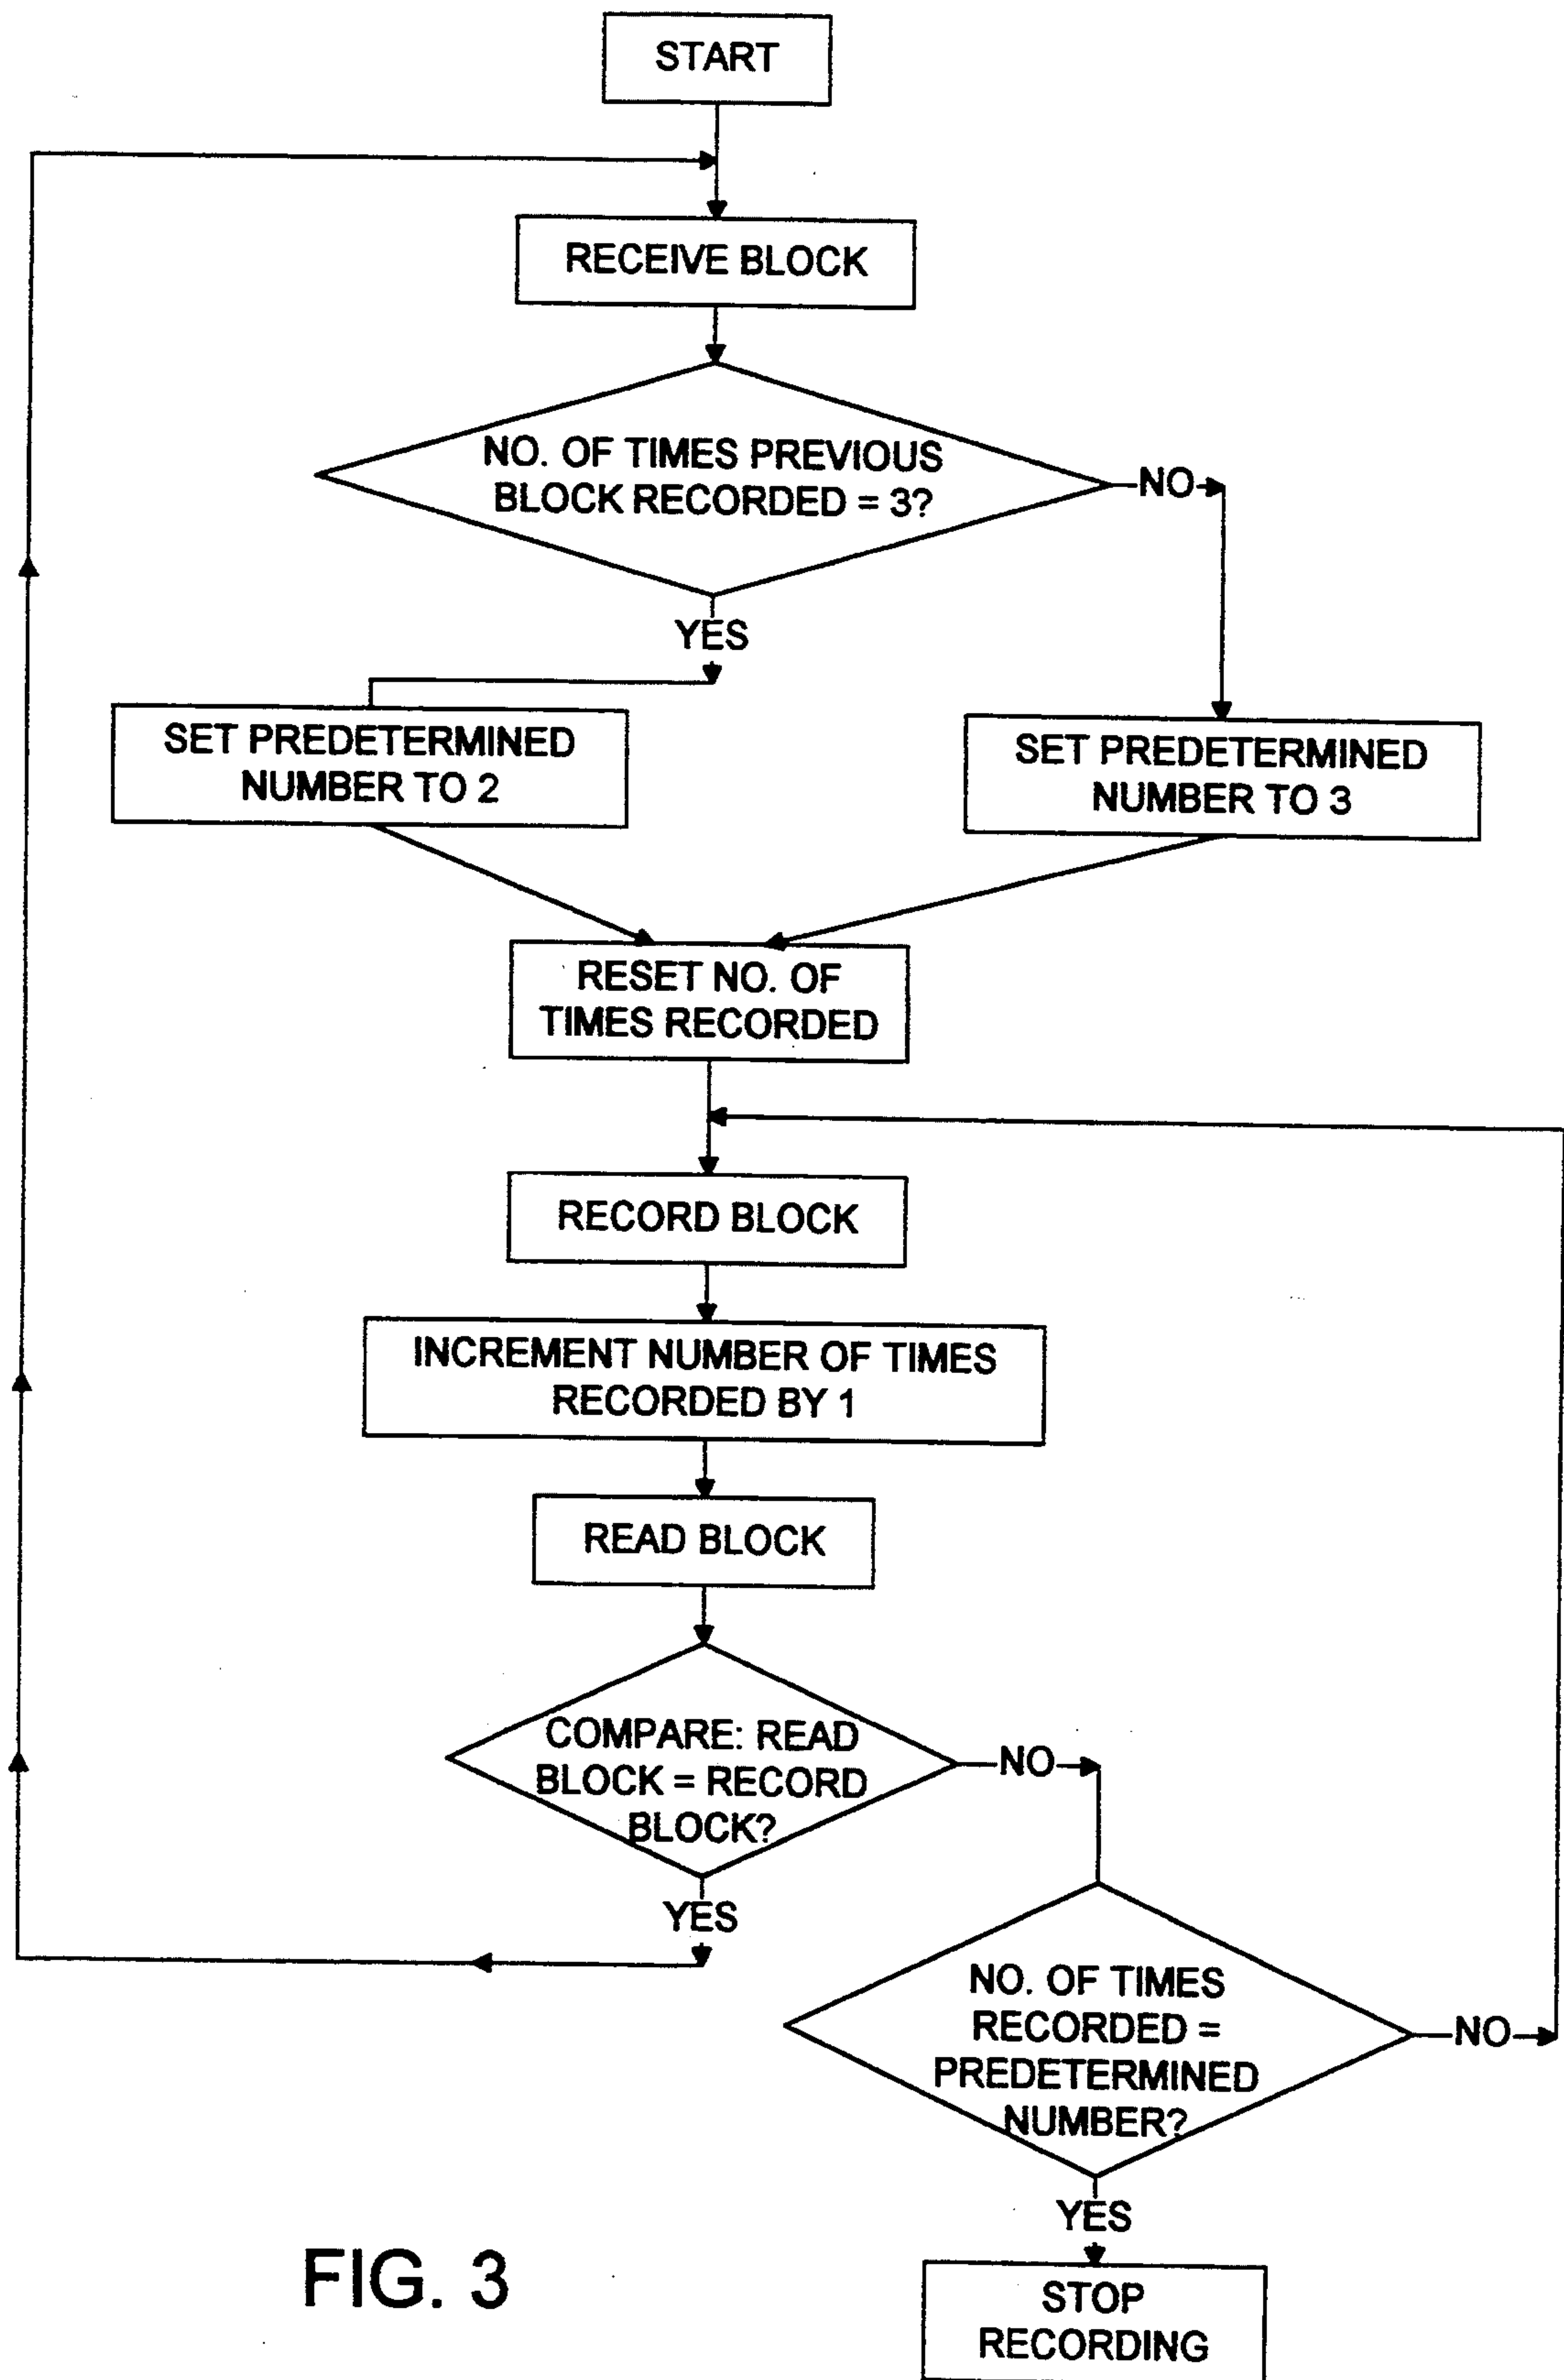 START
RECEIVE BLOCK
NO. OF TIMES PREVIOUS
BLOCK RECORDED = 3?
NO
YES
SET PREDETERMINED
NUMBER TO 2
SET PREDETERMINED
NUMBER TO 3
RESET NO. OF
TIMES RECORDED
RECORD BLOCK
INCREMENT NUMBER OF TIMES
RECORDED BY 1
READ BLOCK
COMPARE: READ
BLOCK = RECORD
BLOCK?
NO
YES
NO. OF TIMES
RECORDED =
PREDETERMINED
NUMBER?
NO
YES
STOP
RECORDING
FIG. 3